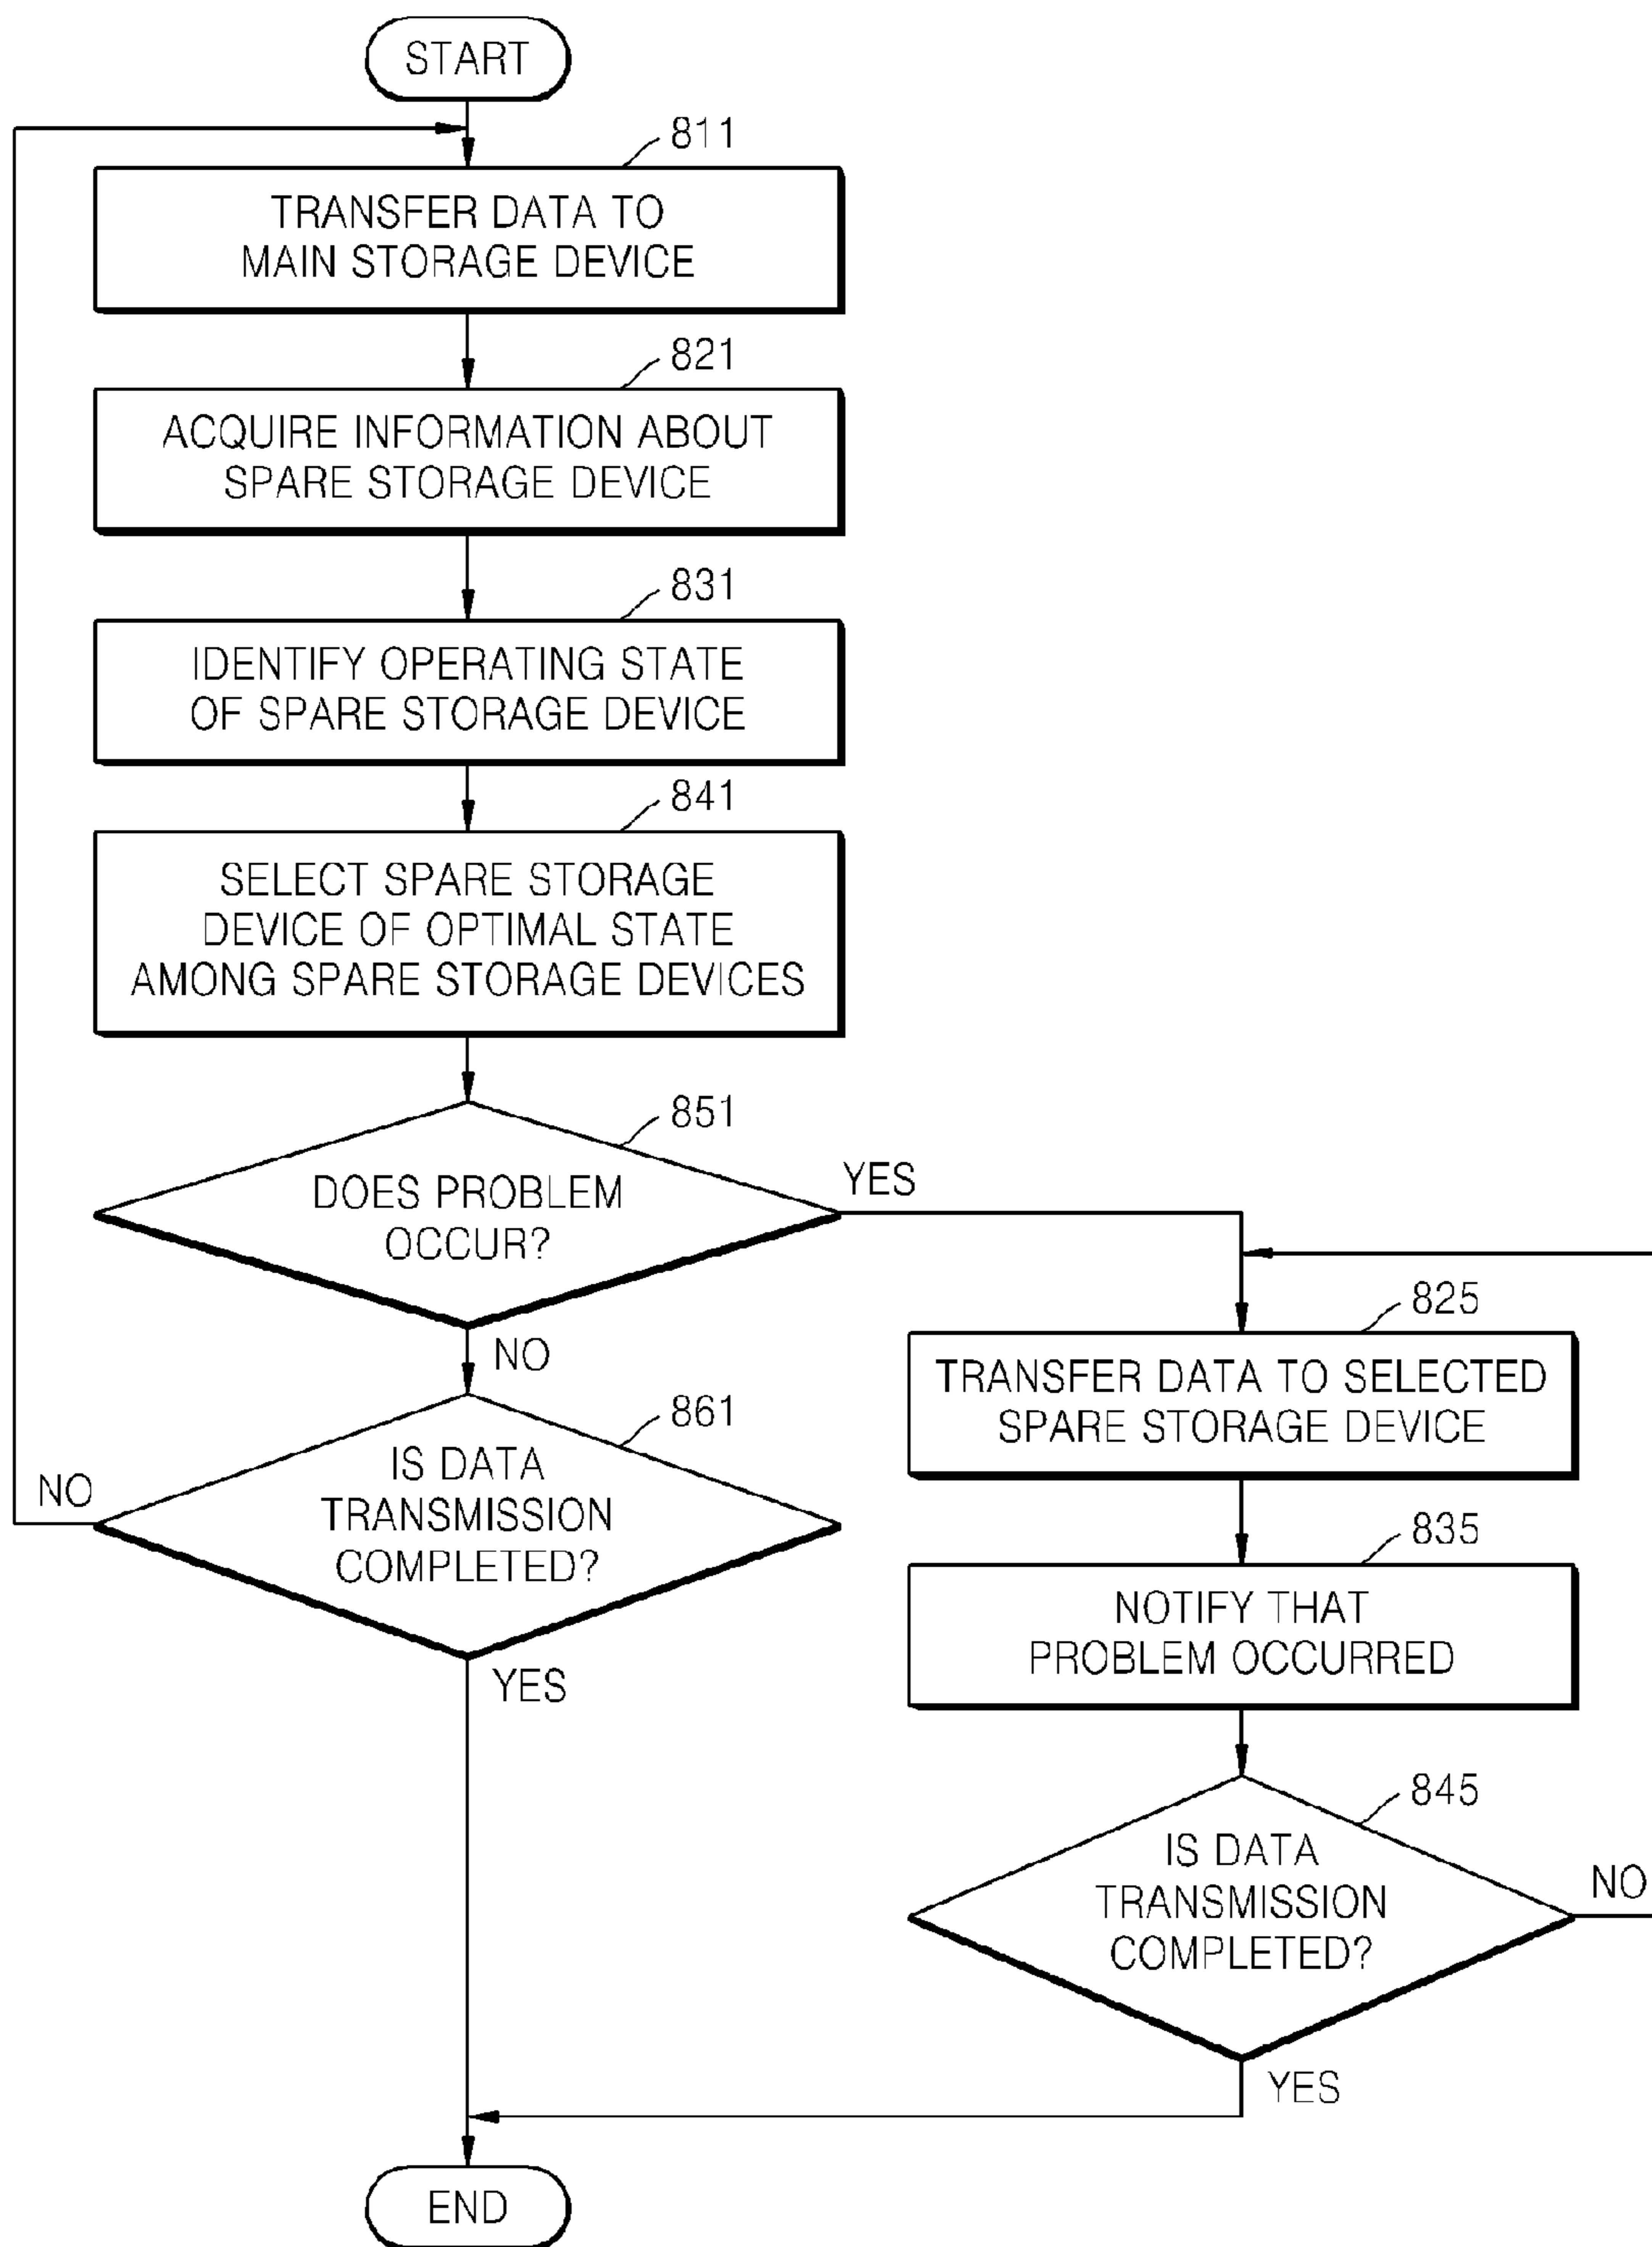 START
811
TRANSFER DATA TO
MAIN STORAGE DEVICE
821
ACQUIRE INFORMATION ABOUT
SPARE STORAGE DEVICE
831
IDENTIFY OPERATING STATE
OF SPARE STORAGE DEVICE
841
SELECT SPARE STORAGE
DEVICE OF OPTIMAL STATE
AMONG SPARE STORAGE DEVICES
851
DOES PROBLEM
OCCUR?
YES
NO
861
IS DATA
TRANSMISSION
COMPLETED?
NO
YES
825
TRANSFER DATA TO SELECTED
SPARE STORAGE DEVICE
835
NOTIFY THAT
PROBLEM OCCURRED
845
IS DATA
TRANSMISSION
COMPLETED?
NO
YES
END